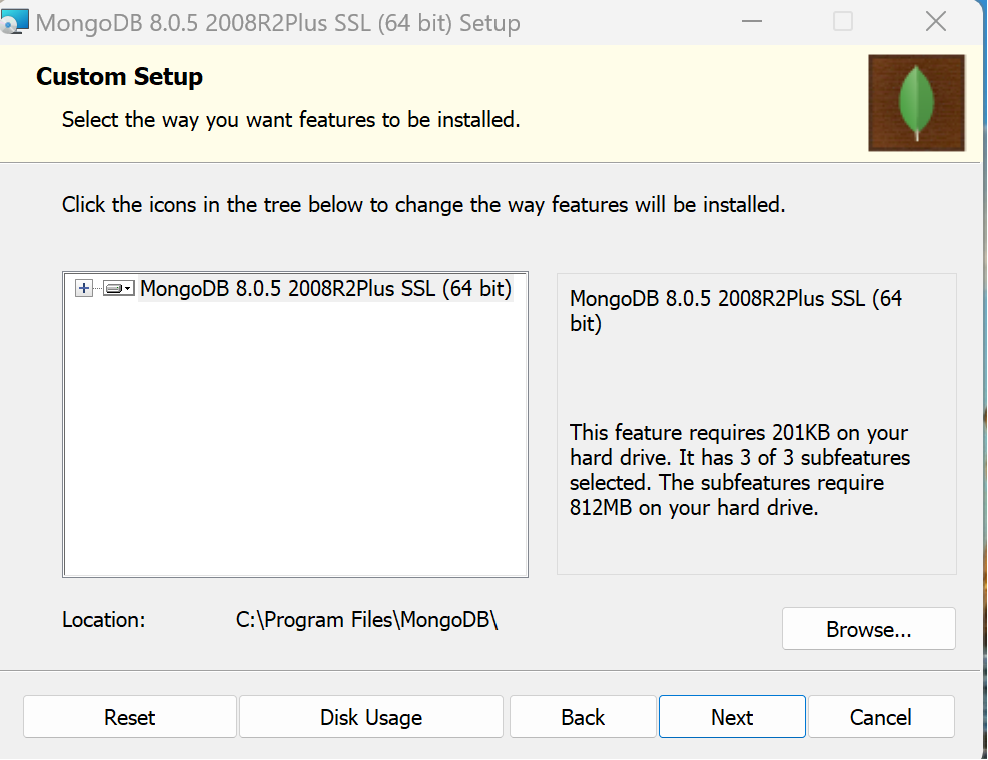 MongoDB 8.0.5 2008R2Plus SSL (64 bit) Setup
Custom Setup
Select the way you want features to be installed.
Click the icons in the tree below to change the way features will be installed.
MongoDB 8.0.5 2008R2Plus SSL (64 bit)
MongoDB 8.0.5 2008R2Plus SSL (64
bit)
This feature requires 201KB on your
hard drive. It has 3 of 3 subfeatures
selected. The subfeatures require
812MB on your hard drive.
Location: C:\Program Files\MongoDB\
Browse...
Reset Disk Usage Back Next Cancel